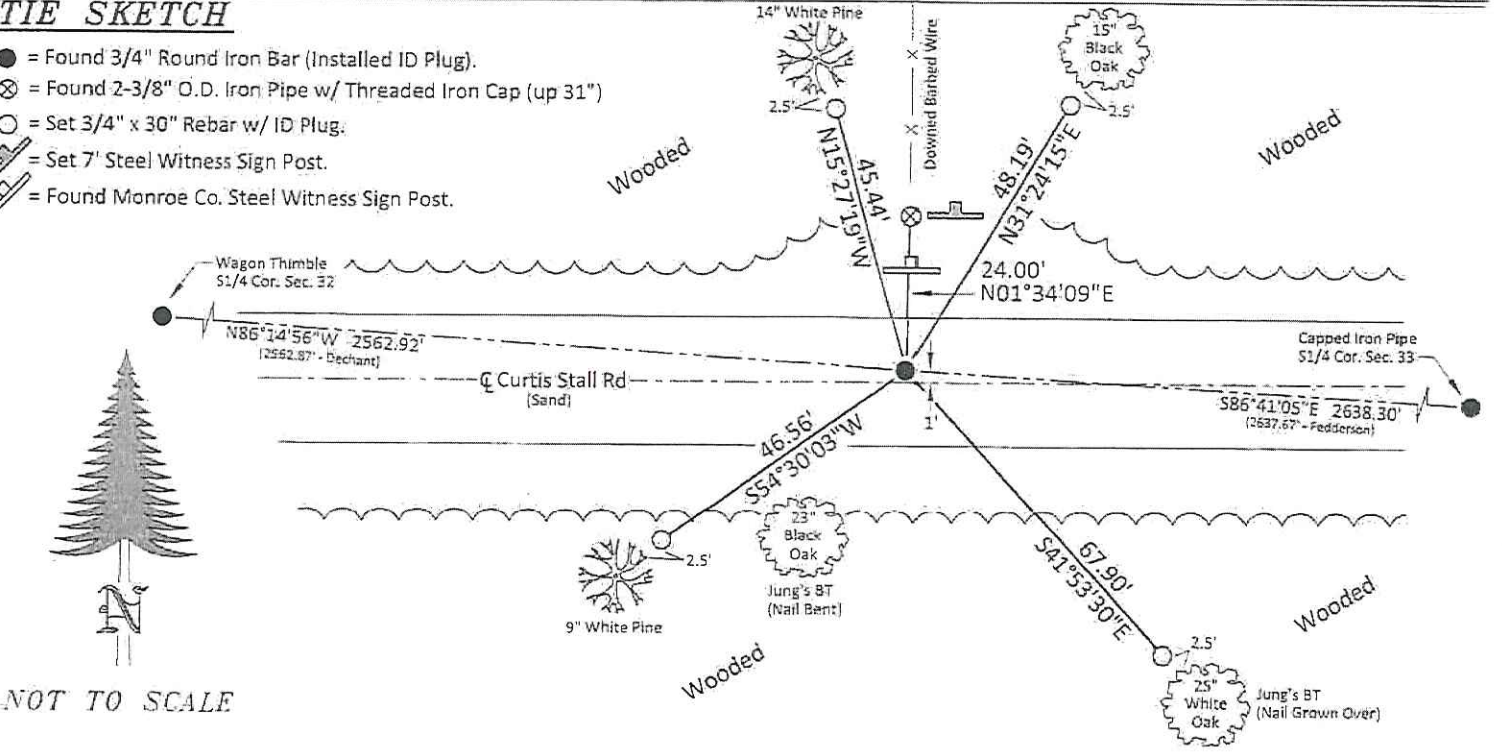 TIE SKETCH
= Found 3/4" Round Iron Bar (Installed ID Plug).
= Found 2-3/8" O.D. Iron Pipe w/ Threaded Iron Cap (up 31")
= Set 3/4" x 30" Rebar w/ ID Plug.
= Set 7' Steel Witness Sign Post.
= Found Monroe Co. Steel Witness Sign Post.
14" White Pine
2.5'
Downed Barbed Wire
15"
Black
Oak
2.5'
Wooded
Wooded
45.44'
N15°27'19"W
48.19'
N31°24'15"E
24.00'
N01°34'09"E
Wagon Thimble
S1/4 Cor. Sec. 32
N86°14'56"W 2562.92'
(2562.87' - Dechant)
Capped Iron Pipe
S1/4 Cor. Sec. 33
S86°41'05"E 2638.30'
(2637.67' - Fedderson)
℄ Curtis Stall Rd
(Sand)
1'
46.56'
S54°30'03"W
67.90'
S41°53'30"E
2.5'
9" White Pine
23"
Black
Oak
Jung's BT
(Nail Bent)
Wooded
Wooded
2.5'
25"
White
Oak
Jung's BT
(Nail Grown Over)
N
NOT TO SCALE